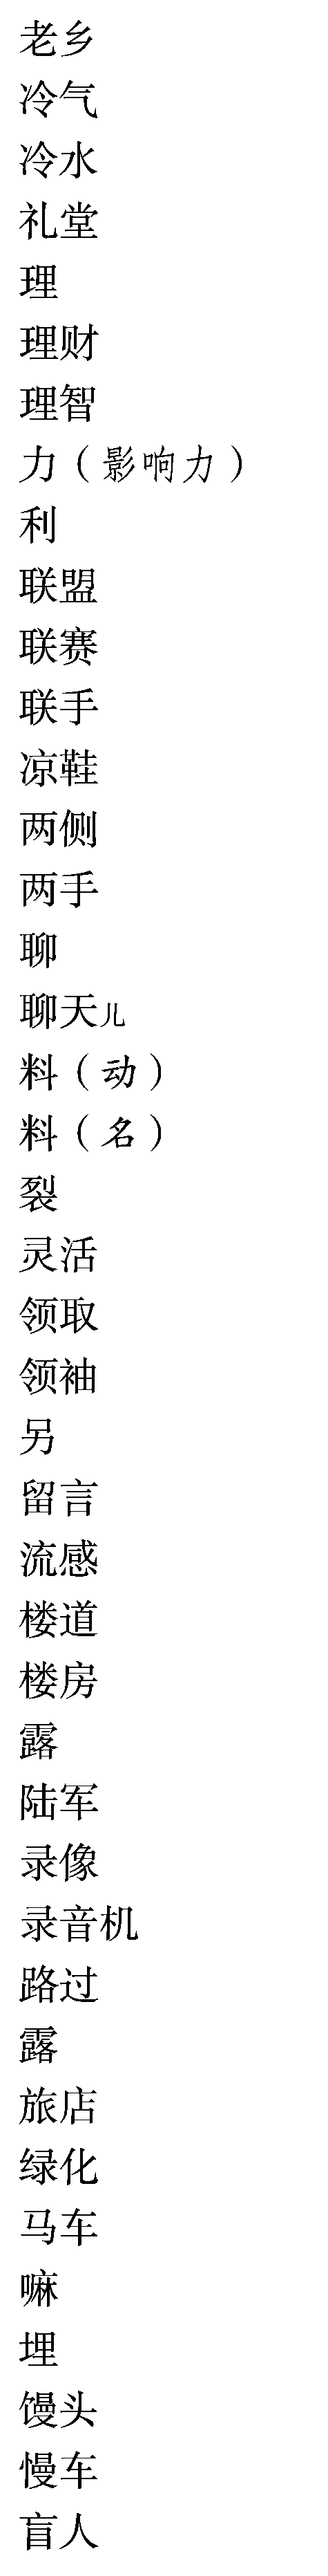 老乡
冷气
冷水
礼堂
理
理财
理智
力（影响力）
利
联盟
联赛
联手
凉鞋
两侧
两手
聊
聊天儿
料（动）
料（名）
裂
灵活
领取
领袖
另
留言
流感
楼道
楼房
露
陆军
录像
录音机
路过
露
旅店
绿化
马车
嘛
埋
馒头
慢车
盲人